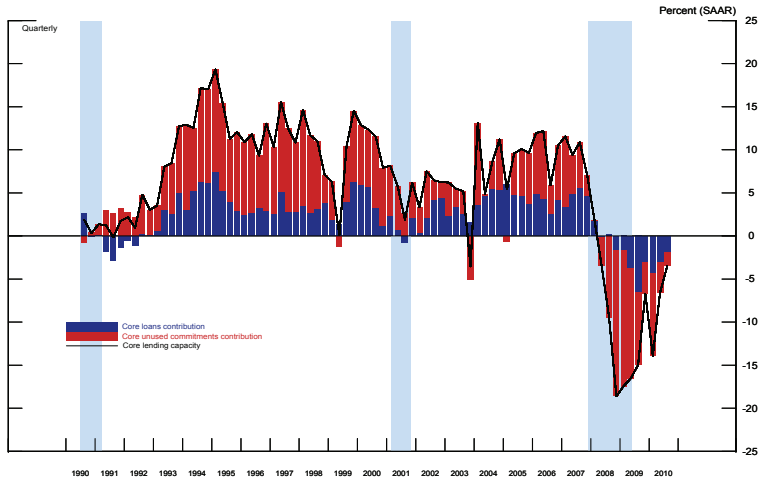 Percent (SAAR)
Quarterly
25
20
15
10
5
0
-5
-10
-15
-20
-25
Core loans contribution
Core unused commitments contribution
Core lending capacity
1990 1991 1992 1993 1994 1995 1996 1997 1998 1999 2000 2001 2002 2003 2004 2005 2006 2007 2008 2009 2010